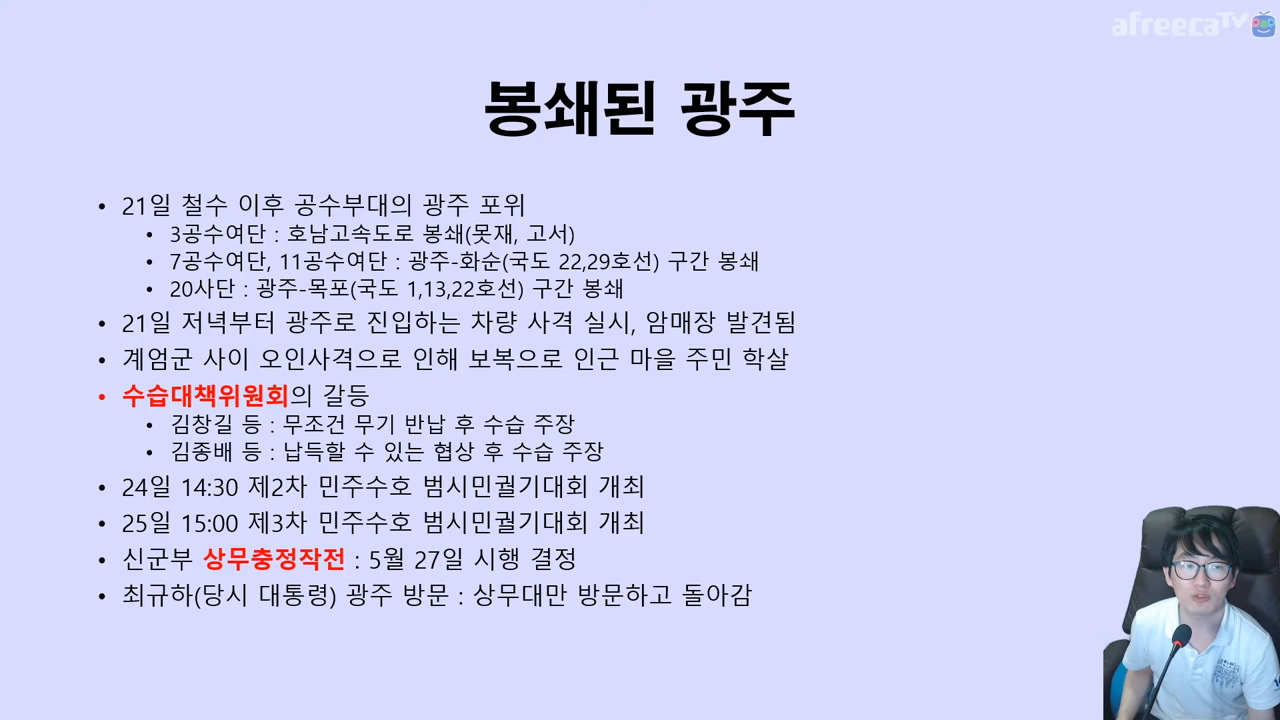 afreecaTV
봉쇄된 광주
• 21일 철수 이후 공수부대의 광주 포위
• 3공수여단 : 호남고속도로 봉쇄(못재, 고서)
• 7공수여단, 11공수여단 : 광주-화순(국도 22,29호선) 구간 봉쇄
• 20사단 : 광주-목포(국도 1,13,22호선) 구간 봉쇄
• 21일 저녁부터 광주로 진입하는 차량 사격 실시, 암매장 발견됨
• 계엄군 사이 오인사격으로 인해 보복으로 인근 마을 주민 학살
• 수습대책위원회의 갈등
• 김창길 등 : 무조건 무기 반납 후 수습 주장
• 김종배 등 : 납득할 수 있는 협상 후 수습 주장
• 24일 14:30 제2차 민주수호 범시민궐기대회 개최
• 25일 15:00 제3차 민주수호 범시민궐기대회 개최
• 신군부 상무충정작전 : 5월 27일 시행 결정
• 최규하(당시 대통령) 광주 방문 : 상무대만 방문하고 돌아감